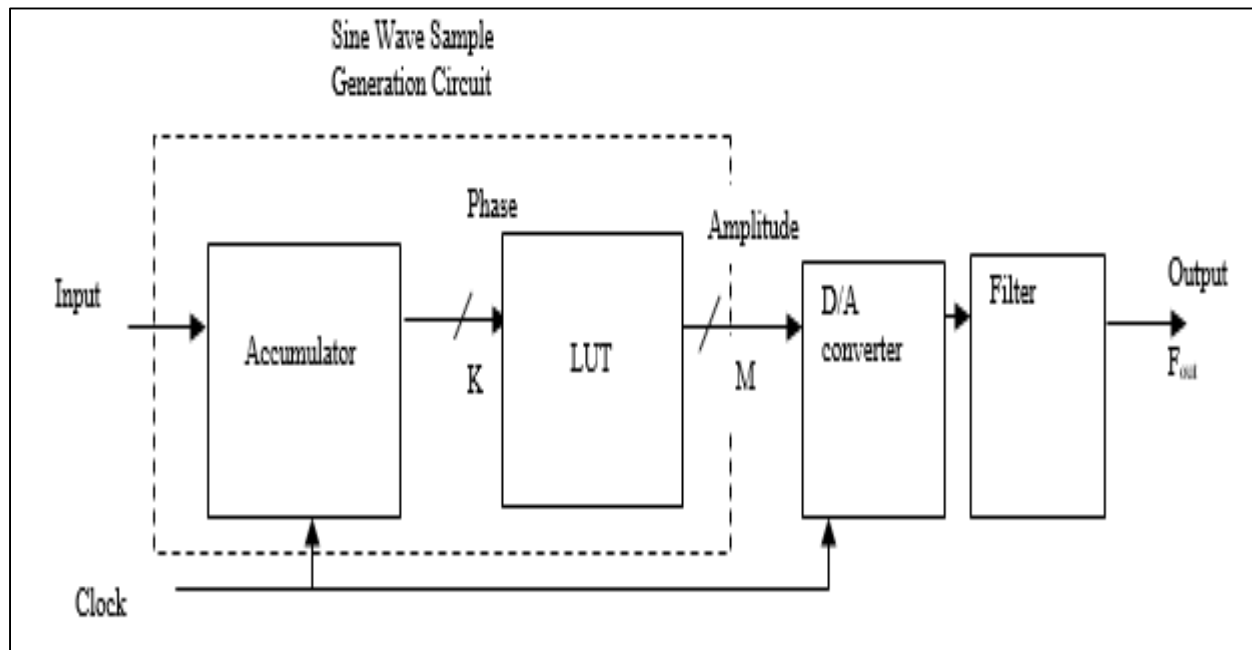 Sine Wave Sample
Generation Circuit
Phase
Amplitude
Input
Accumulator
K
LUT
M
D/A
converter
Filter
Output
Fout
Clock